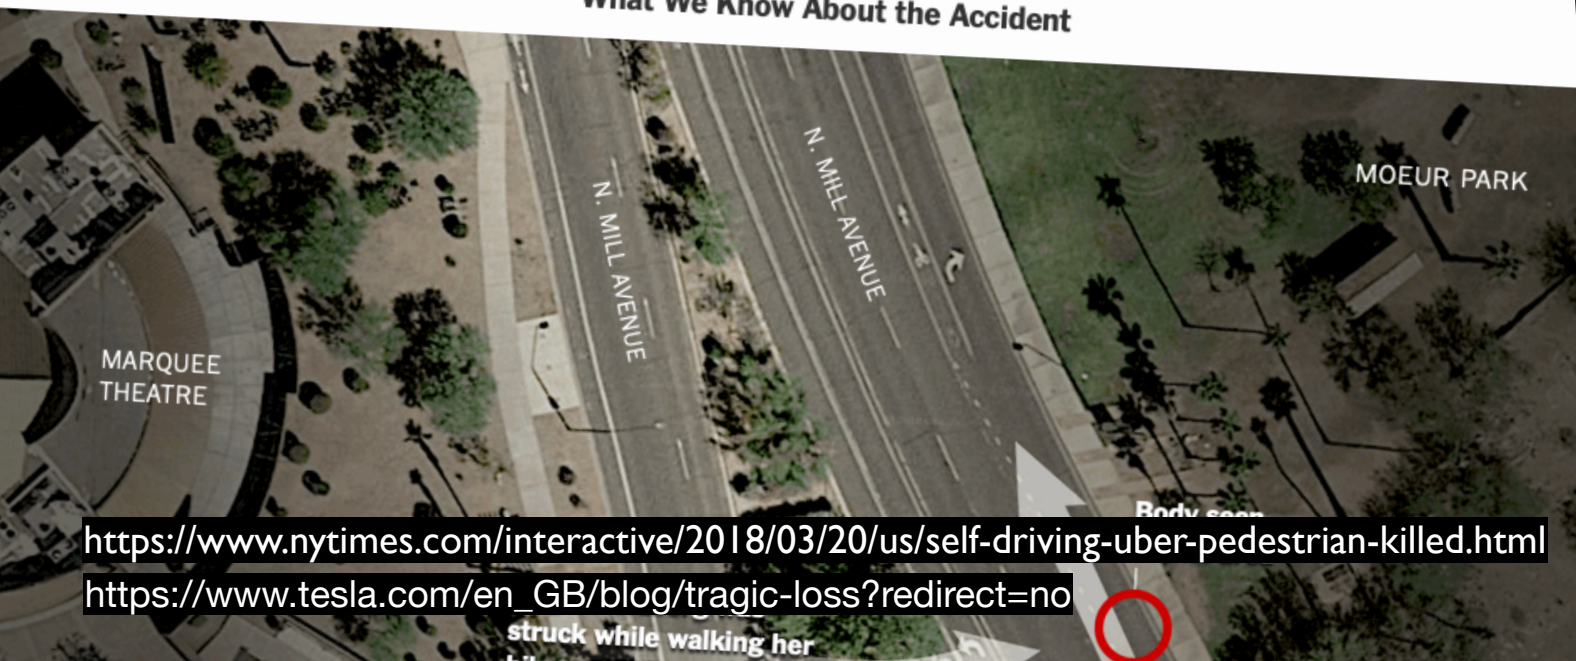 What We Know About the Accident
N. MILL AVENUE
N. MILL AVENUE
MOEUR PARK
MARQUEE
THEATRE
Body seen
https://www.nytimes.com/interactive/2018/03/20/us/self-driving-uber-pedestrian-killed.html
https://www.tesla.com/en_GB/blog/tragic-loss?redirect=no
struck while walking her